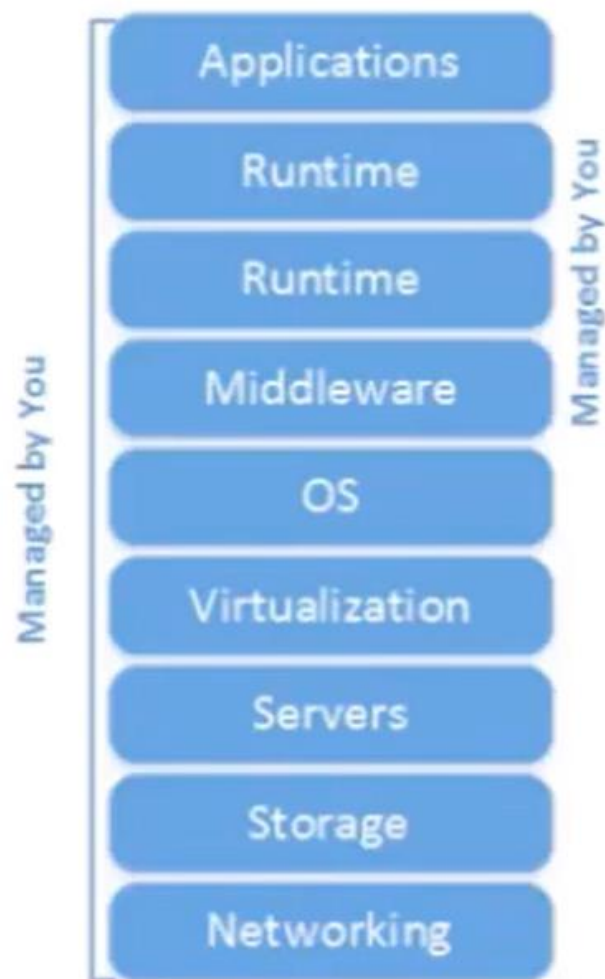 Managed by You
Applications
Runtime
Runtime
Middleware
OS
Virtualization
Servers
Storage
Networking
Managed by You